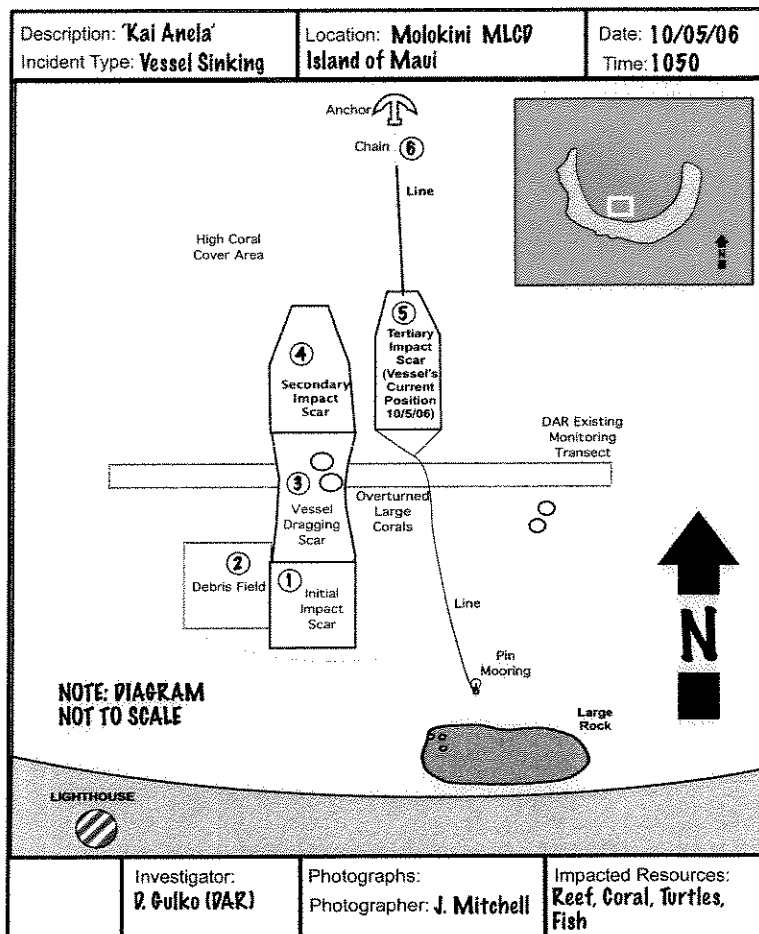 Description: 'Kai Anela'
Incident Type: Vessel Sinking
Location: Molokini MLCD
Island of Maui
Date: 10/05/06
Time: 1050
Anchor
Chain 6
Line
High Coral
Cover Area
N
5
Tertiary
Impact
Scar
(Vessel's
Current
Position
10/5/06)
4
Secondary
Impact
Scar
DAR Existing
Monitoring
Transect
3
Vessel
Dragging
Scar
Overturned
Large
Corals
2
Debris Field
1
Initial
Impact
Scar
Line
Pin
Mooring
N
NOTE: DIAGRAM
NOT TO SCALE
Large
Rock
LIGHTHOUSE
Investigator:
D. Gulko (DAR)
Photographs:
Photographer: J. Mitchell
Impacted Resources:
Reef, Coral, Turtles,
Fish